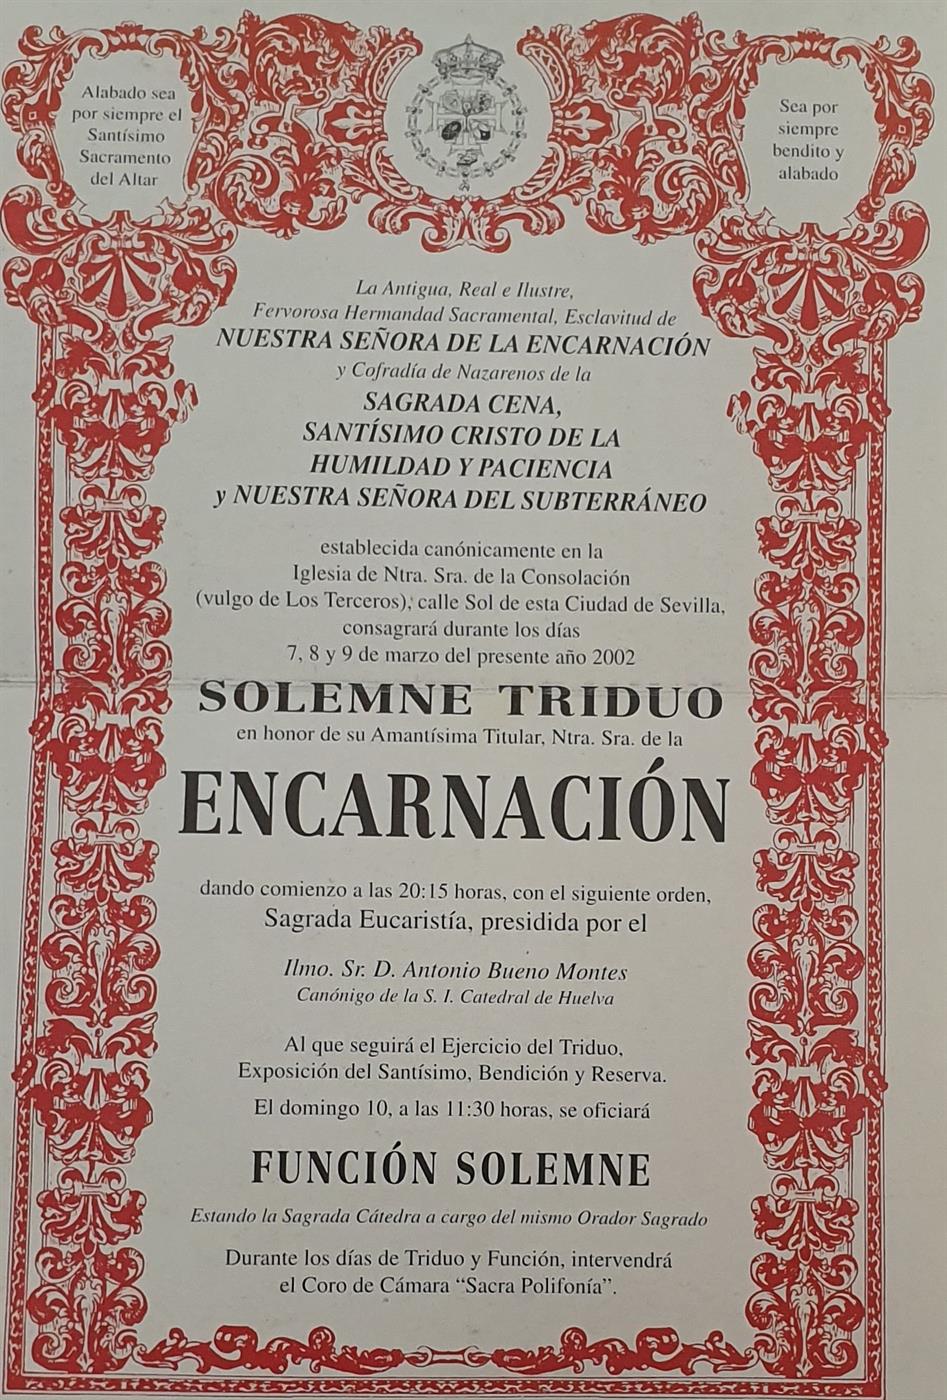 Alabado sea
por siempre el
Santísimo
Sacramento
del Altar
Sea por
siempre
bendito y
alabado
La Antigua, Real e Ilustre,
Fervorosa Hermandad Sacramental, Esclavitud de
NUESTRA SEÑORA DE LA ENCARNACIÓN
y Cofradía de Nazarenos de la
SAGRADA CENA,
SANTÍSIMO CRISTO DE LA
HUMILDAD Y PACIENCIA
y NUESTRA SEÑORA DEL SUBTERRÁNEO
establecida canónicamente en la
Iglesia de Ntra. Sra. de la Consolación
(vulgo de Los Terceros), calle Sol de esta Ciudad de Sevilla,
consagrará durante los días
7, 8 y 9 de marzo del presente año 2002
SOLEMNE TRIDUO
en honor de su Amantísima Titular, Ntra. Sra. de la
ENCARNACIÓN
dando comienzo a las 20:15 horas, con el siguiente orden,
Sagrada Eucaristía, presidida por el
Ilmo. Sr. D. Antonio Bueno Montes
Canónigo de la S. I. Catedral de Huelva
Al que seguirá el Ejercicio del Triduo,
Exposición del Santísimo, Bendición y Reserva.
El domingo 10, a las 11:30 horas, se oficiará
FUNCIÓN SOLEMNE
Estando la Sagrada Cátedra a cargo del mismo Orador Sagrado
Durante los días de Triduo y Función, intervendrá
el Coro de Cámara “Sacra Polifonía”.